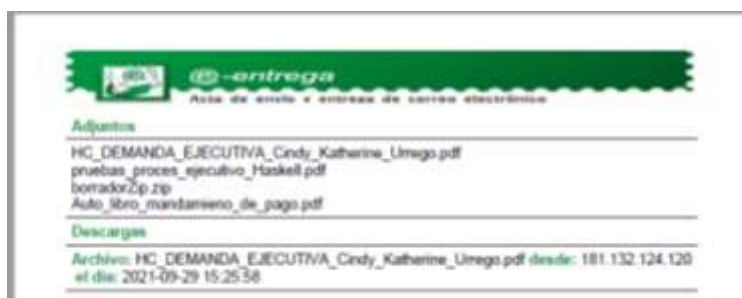 e-entrega
Acta de envío y entrega de correo electrónico
Adjuntos
HC_DEMANDA_EJECUTIVA_Cindy_Katherine_Urrego.pdf
pruebas_proces_ejecutivo_Haskell.pdf
borradorZip.zip
Auto_libro_mandamieno_de_pago.pdf
Descargas
Archivo: HC_DEMANDA_EJECUTIVA_Cindy_Katherine_Urrego.pdf desde: 181.132.124.120
el día: 2021-09-29 15:25:58